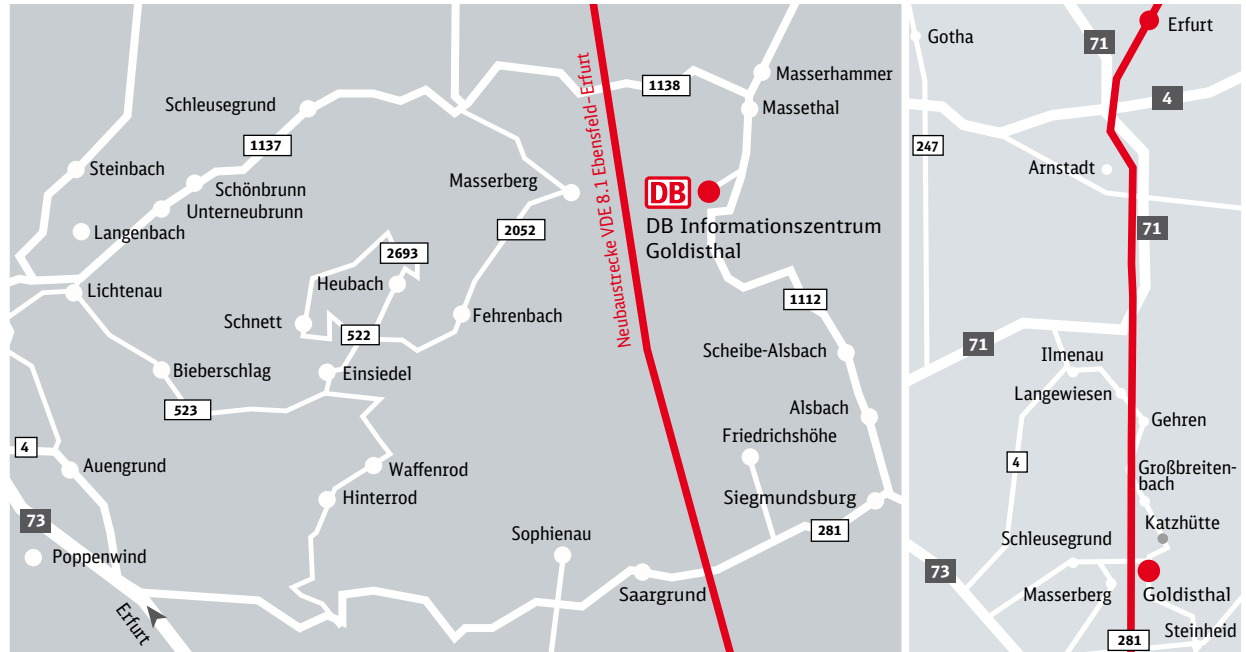 Masserhammer
1138
Massethal
Schleusegrund
1137
Steinbach
Schönbrunn
Unterneubrunn
Langenbach
Masserberg
2052
DB
DB Informationszentrum
Goldisthal
Neubaustrecke VDE 8.1 Ebensfeld–Erfurt
2693
Heubach
Lichtenau
Schnett
522
Fehrenbach
1112
Scheibe-Alsbach
Bieberschlag
Einsiedel
523
Alsbach
Friedrichshöhe
4
Auengrund
Waffenrod
Hinterrod
Siegmundsburg
73
281
Sophienau
Poppenwind
Saargrund
Erfurt
Erfurt
Gotha
71
4
247
Arnstadt
71
71
Ilmenau
Langewiesen
Gehren
4
Großbreiten-
bach
Katzhütte
Schleusegrund
73
Masserberg
Goldisthal
Steinheid
281